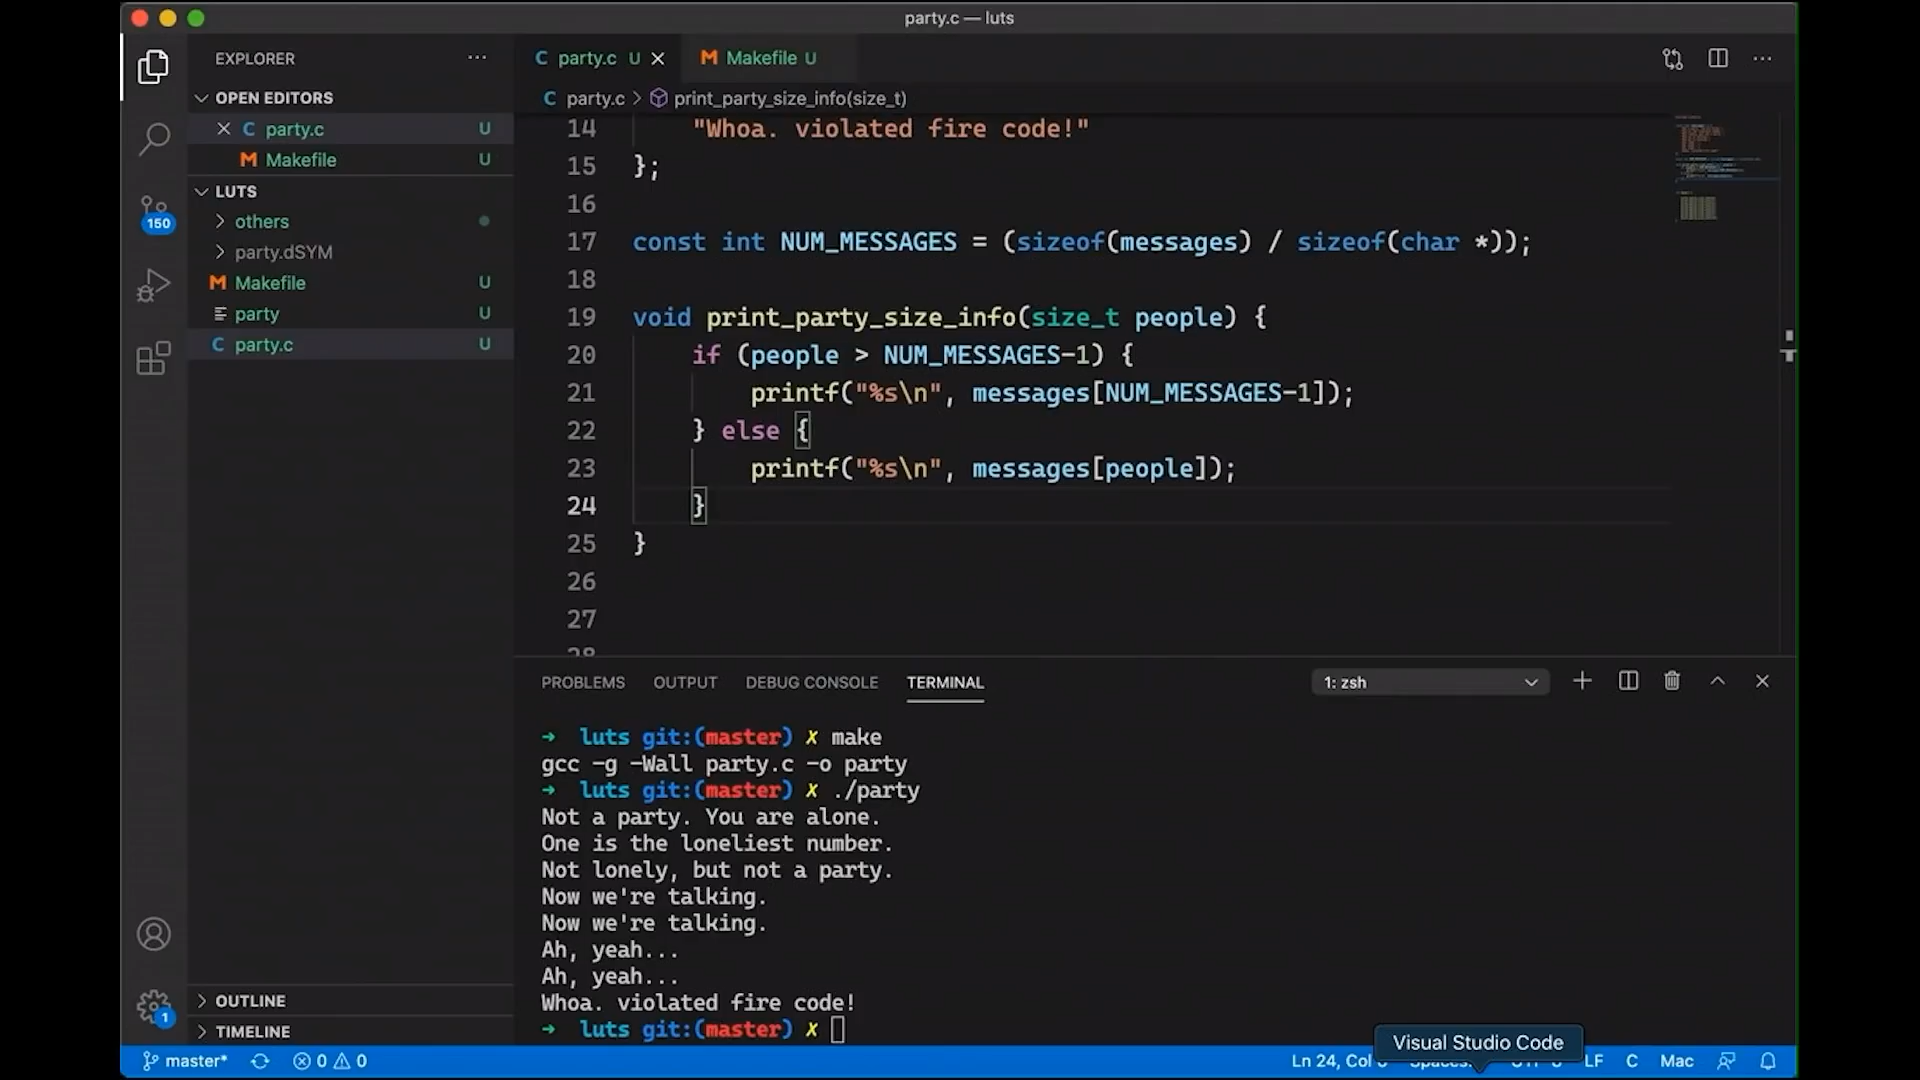 party.c — luts
EXPLORER
OPEN EDITORS
party.c U
Makefile U
LUTS
others
party.dSYM
Makefile U
party U
party.c U
OUTLINE
TIMELINE
150
1
party.c U
Makefile U
party.c > print_party_size_info(size_t)
14 "Whoa. violated fire code!"
15 };
16
17 const int NUM_MESSAGES = (sizeof(messages) / sizeof(char *));
18
19 void print_party_size_info(size_t people) {
20 if (people > NUM_MESSAGES-1) {
21 printf("%s\n", messages[NUM_MESSAGES-1]);
22 } else {
23 printf("%s\n", messages[people]);
24 }
25 }
26
27
28
PROBLEMS OUTPUT DEBUG CONSOLE TERMINAL
1: zsh
➜ luts git:(master) ✗ make
gcc -g -Wall party.c -o party
➜ luts git:(master) ✗ ./party
Not a party. You are alone.
One is the loneliest number.
Not lonely, but not a party.
Now we're talking.
Now we're talking.
Ah, yeah...
Ah, yeah...
Whoa. violated fire code!
➜ luts git:(master) ✗
Visual Studio Code
master* 0 0 Ln 24, Col LF C Mac